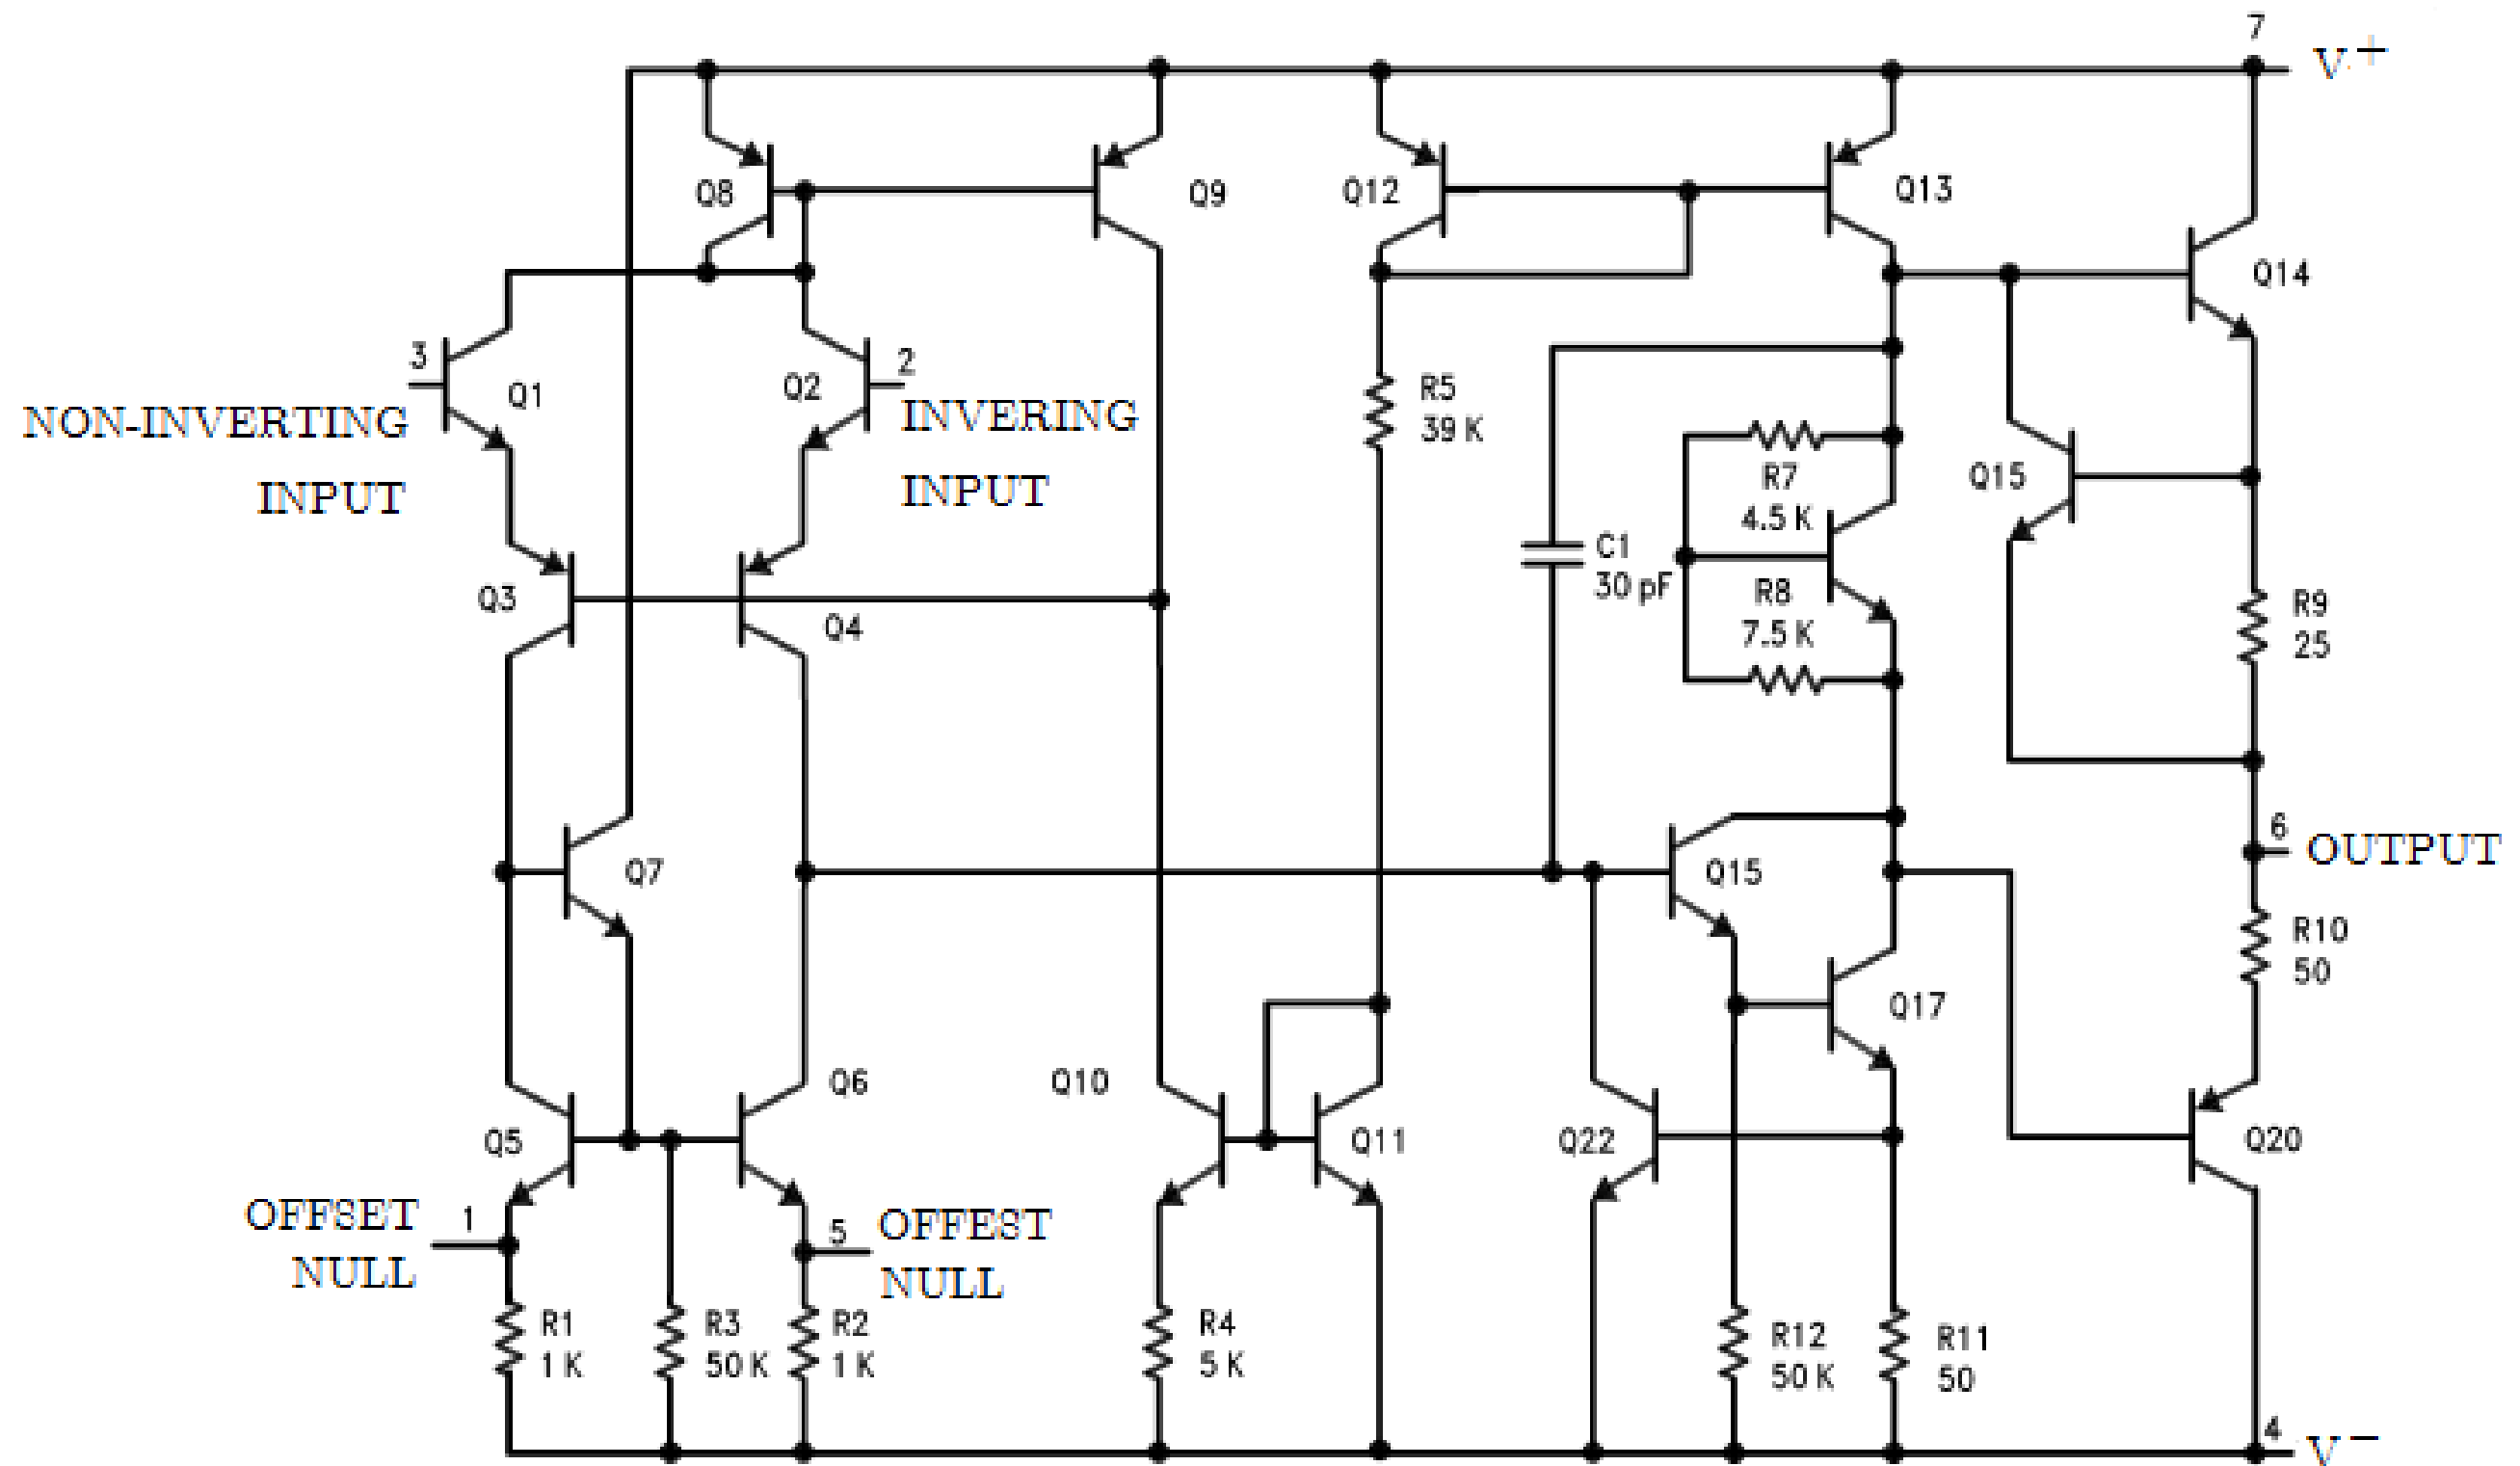 7
V+
Q8
Q9
Q12
Q13
Q14
3
Q1
Q2
2
NON-INVERTING
INPUT
INVERING
INPUT
R5
39 K
R7
4.5 K
Q15
C1
30 pF
R8
7.5 K
R9
25
Q3
Q4
Q7
Q15
6
OUTPUT
R10
50
Q17
Q5
Q6
Q10
Q11
Q22
Q20
OFFSET
NULL
1
5
OFFEST
NULL
R1
1 K
R3
50 K
R2
1 K
R4
5 K
R12
50 K
R11
50
4
V−